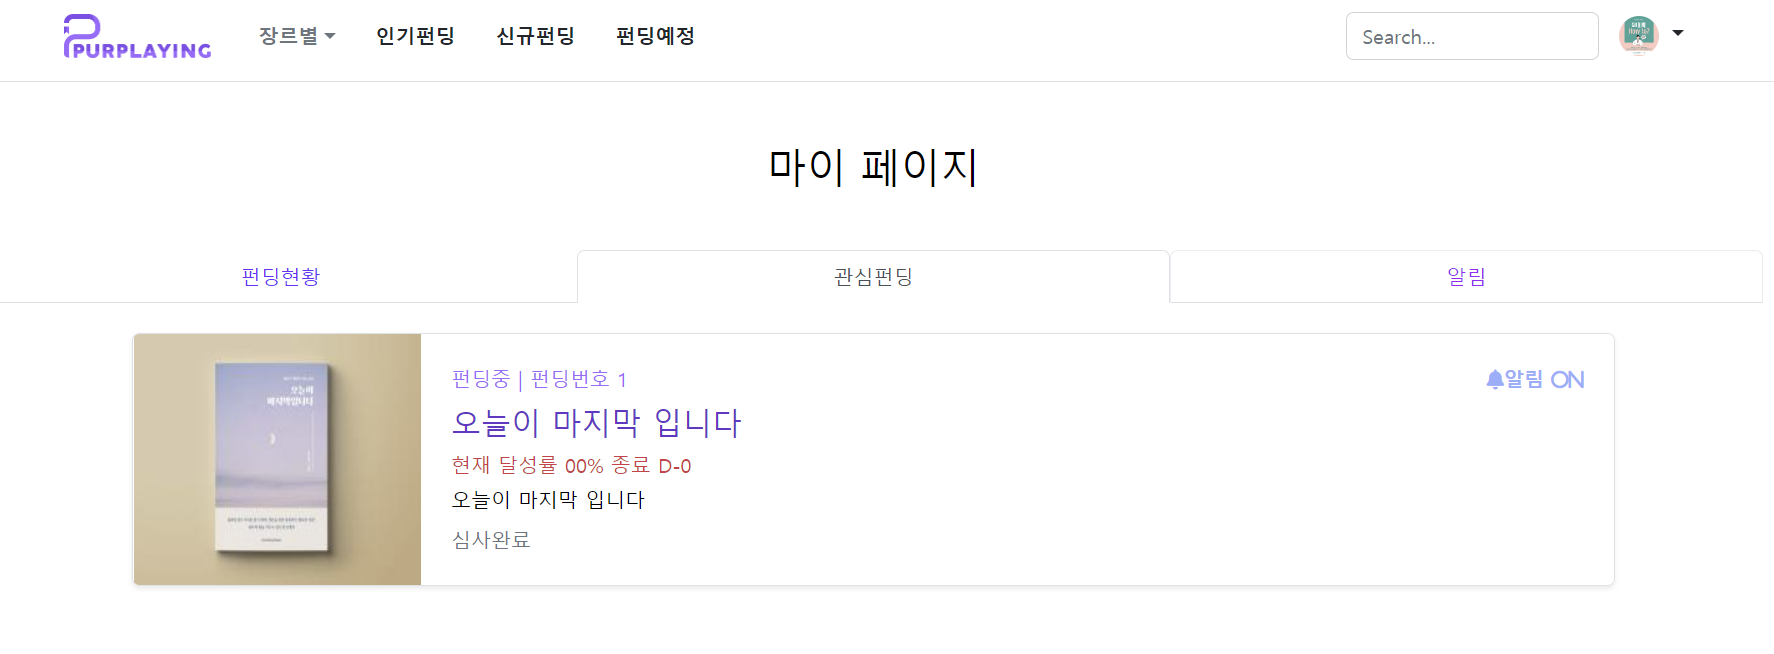 PURPLAYING 장르별 인기펀딩 신규펀딩 펀딩예정 Search...
마이 페이지
펀딩현황 관심펀딩 알림
오늘이
마지막입니다
펀딩중 | 펀딩번호 1 알림 ON
오늘이 마지막 입니다
현재 달성률 00% 종료 D-0
오늘이 마지막 입니다
심사완료